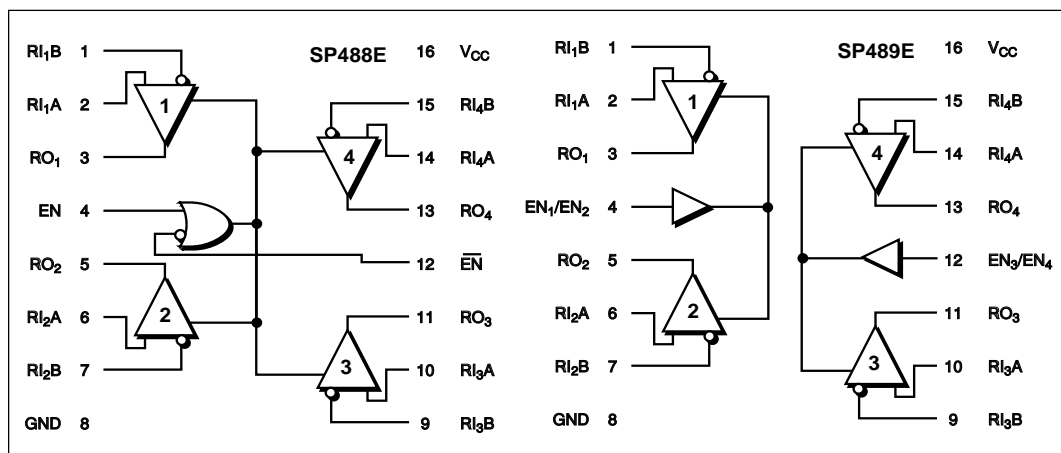 SP488E
RI1B 1
RI1A 2
RO1 3
EN 4
RO2 5
RI2A 6
RI2B 7
GND 8
16 VCC
15 RI4B
14 RI4A
13 RO4
12 E̅N̅
11 RO3
10 RI3A
9 RI3B
1
2
3
4
SP489E
RI1B 1
RI1A 2
RO1 3
EN1/EN2 4
RO2 5
RI2A 6
RI2B 7
GND 8
16 VCC
15 RI4B
14 RI4A
13 RO4
12 EN3/EN4
11 RO3
10 RI3A
9 RI3B
1
2
3
4